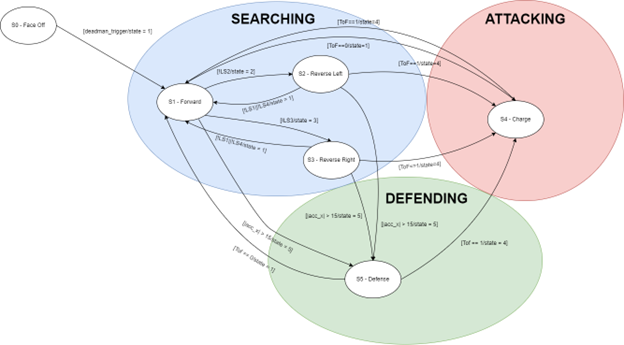 SEARCHING
ATTACKING
S0 - Face Off
[deadman_trigger/state = 1]
[ToF==1/state=4]
[ToF==0/state=1]
S2 - Reverse Left
[!LS2/state = 2]
[ToF==1/state=4]
S1 - Forward
[!LS1||!LS4/state = 1]
S4 - Charge
[!LS3/state = 3]
[!LS1||!LS4/state = 1]
S3 - Reverse Right
[ToF==1/state=4]
DEFENDING
[|acc_x| > 15/state = 5]
[|acc_x| > 15/state = 5]
[|acc_x| > 15/state = 5]
[Tof == 1/state = 4]
[Tof == 0/state = 1]
S5 - Defense